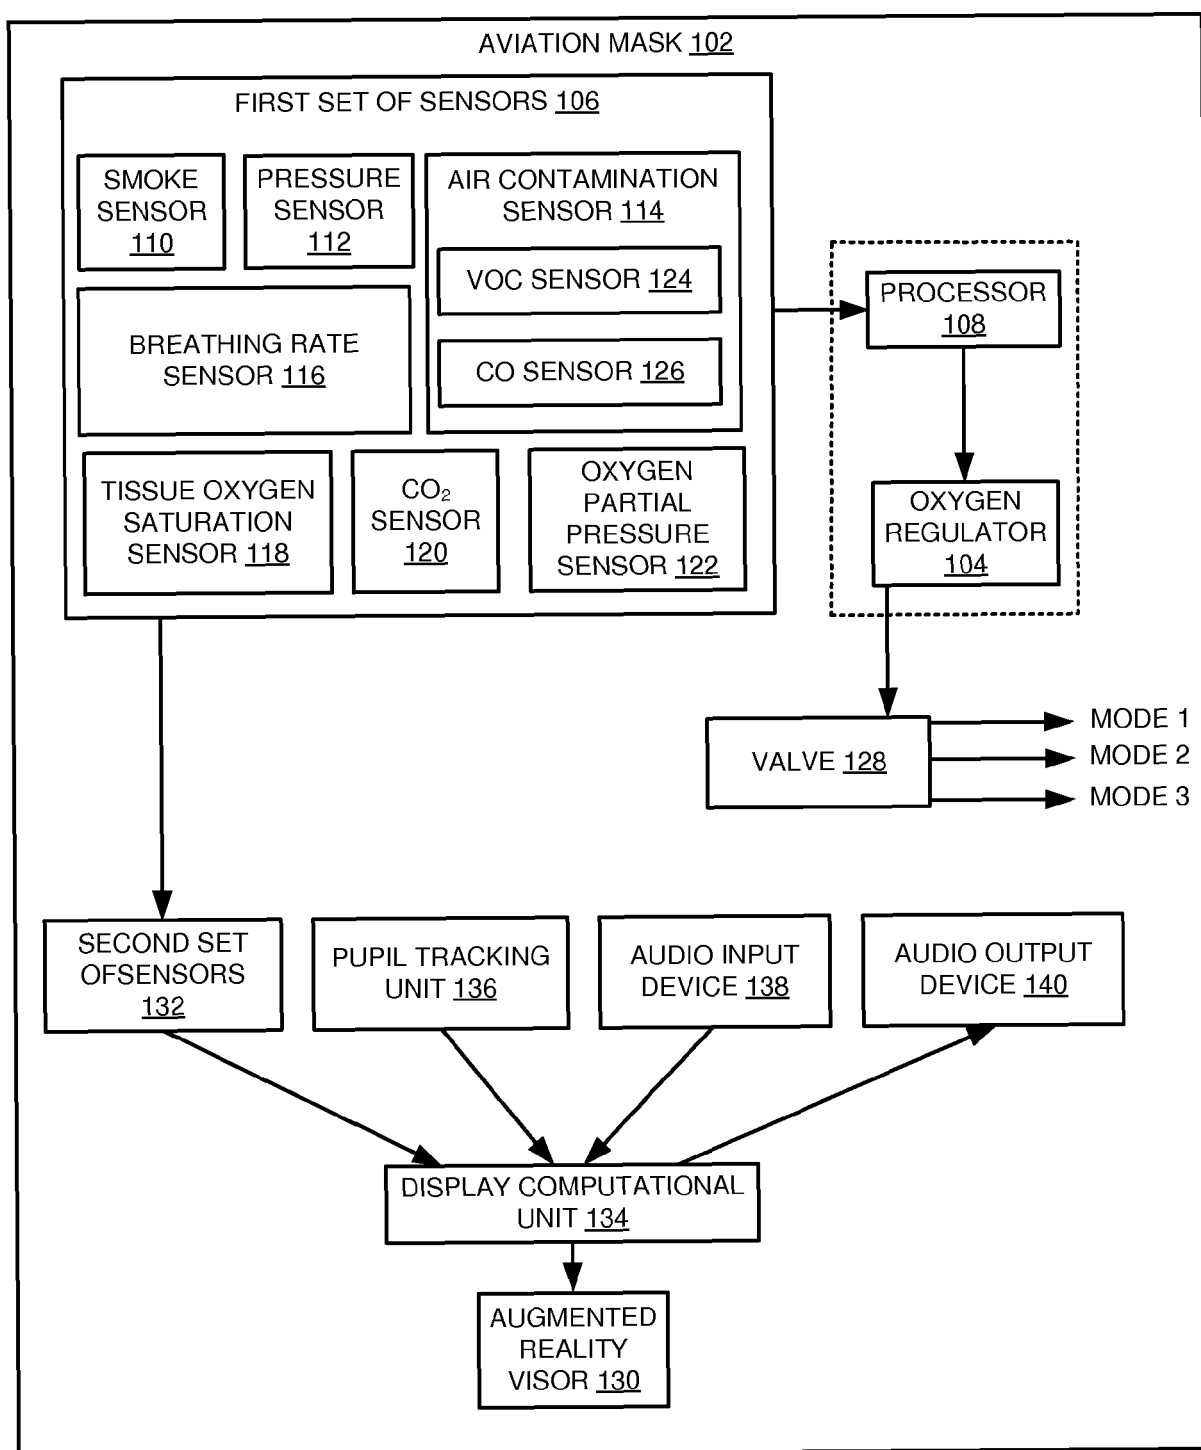 AVIATION MASK 102
FIRST SET OF SENSORS 106
SMOKE
SENSOR
110
PRESSURE
SENSOR
112
AIR CONTAMINATION
SENSOR 114
VOC SENSOR 124
CO SENSOR 126
BREATHING RATE
SENSOR 116
TISSUE OXYGEN
SATURATION
SENSOR 118
CO₂
SENSOR
120
OXYGEN
PARTIAL
PRESSURE
SENSOR 122
PROCESSOR
108
OXYGEN
REGULATOR
104
VALVE 128
MODE 1
MODE 2
MODE 3
SECOND SET
OFSENSORS
132
PUPIL TRACKING
UNIT 136
AUDIO INPUT
DEVICE 138
AUDIO OUTPUT
DEVICE 140
DISPLAY COMPUTATIONAL
UNIT 134
AUGMENTED
REALITY
VISOR 130